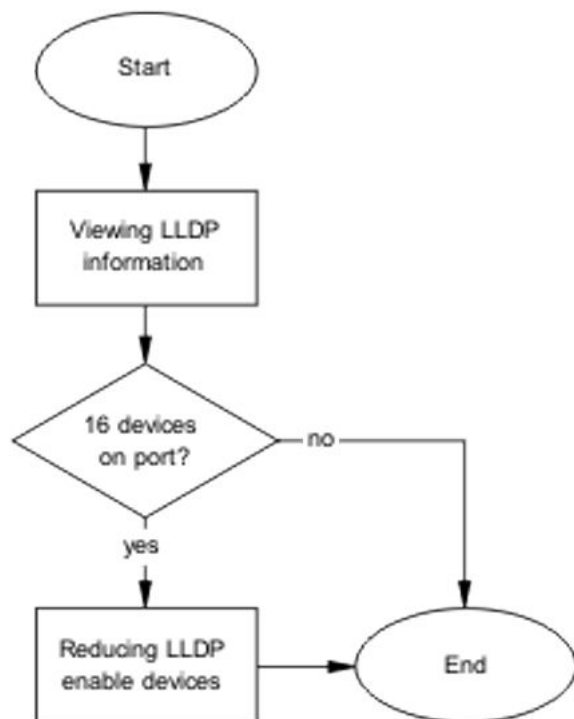 Start
Viewing LLDP
information
16 devices
on port?
no
yes
Reducing LLDP
enable devices
End